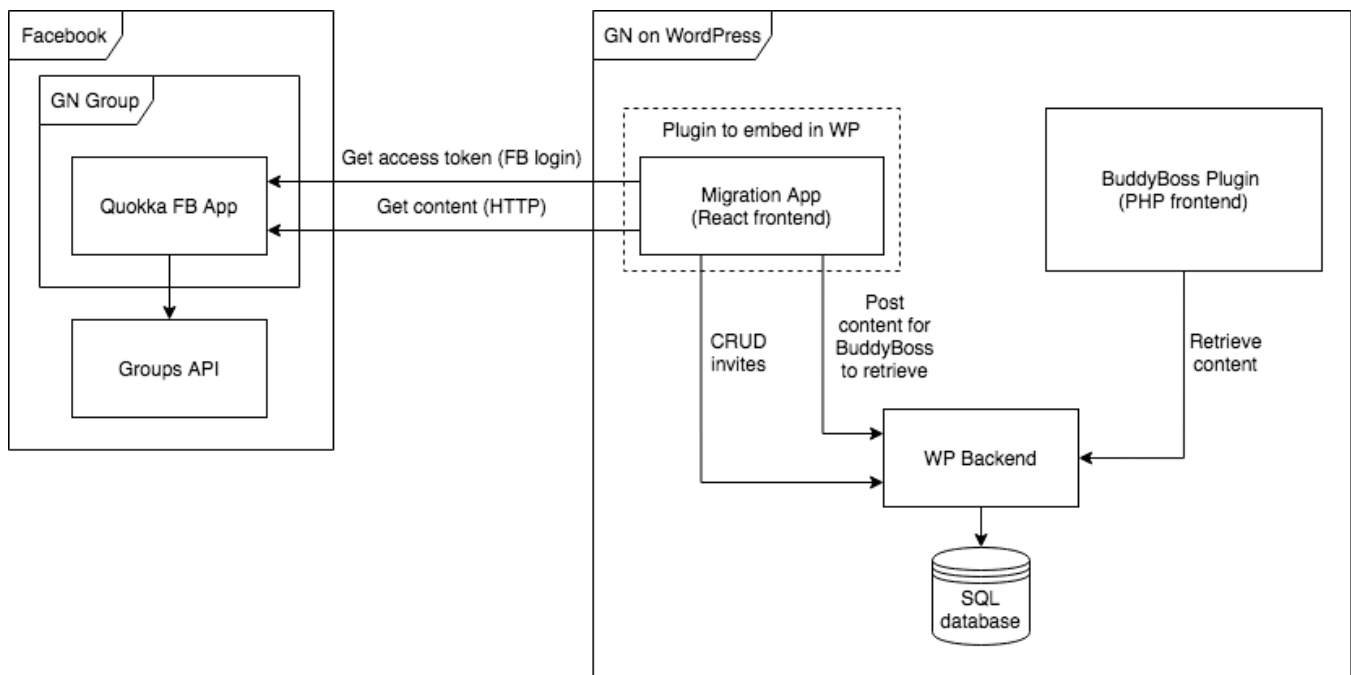 Facebook
GN Group
Quokka FB App
Groups API
Get access token (FB login)
Get content (HTTP)
GN on WordPress
Plugin to embed in WP
Migration App
(React frontend)
BuddyBoss Plugin
(PHP frontend)
CRUD
invites
Post
content for
BuddyBoss
to retrieve
Retrieve
content
WP Backend
SQL
database